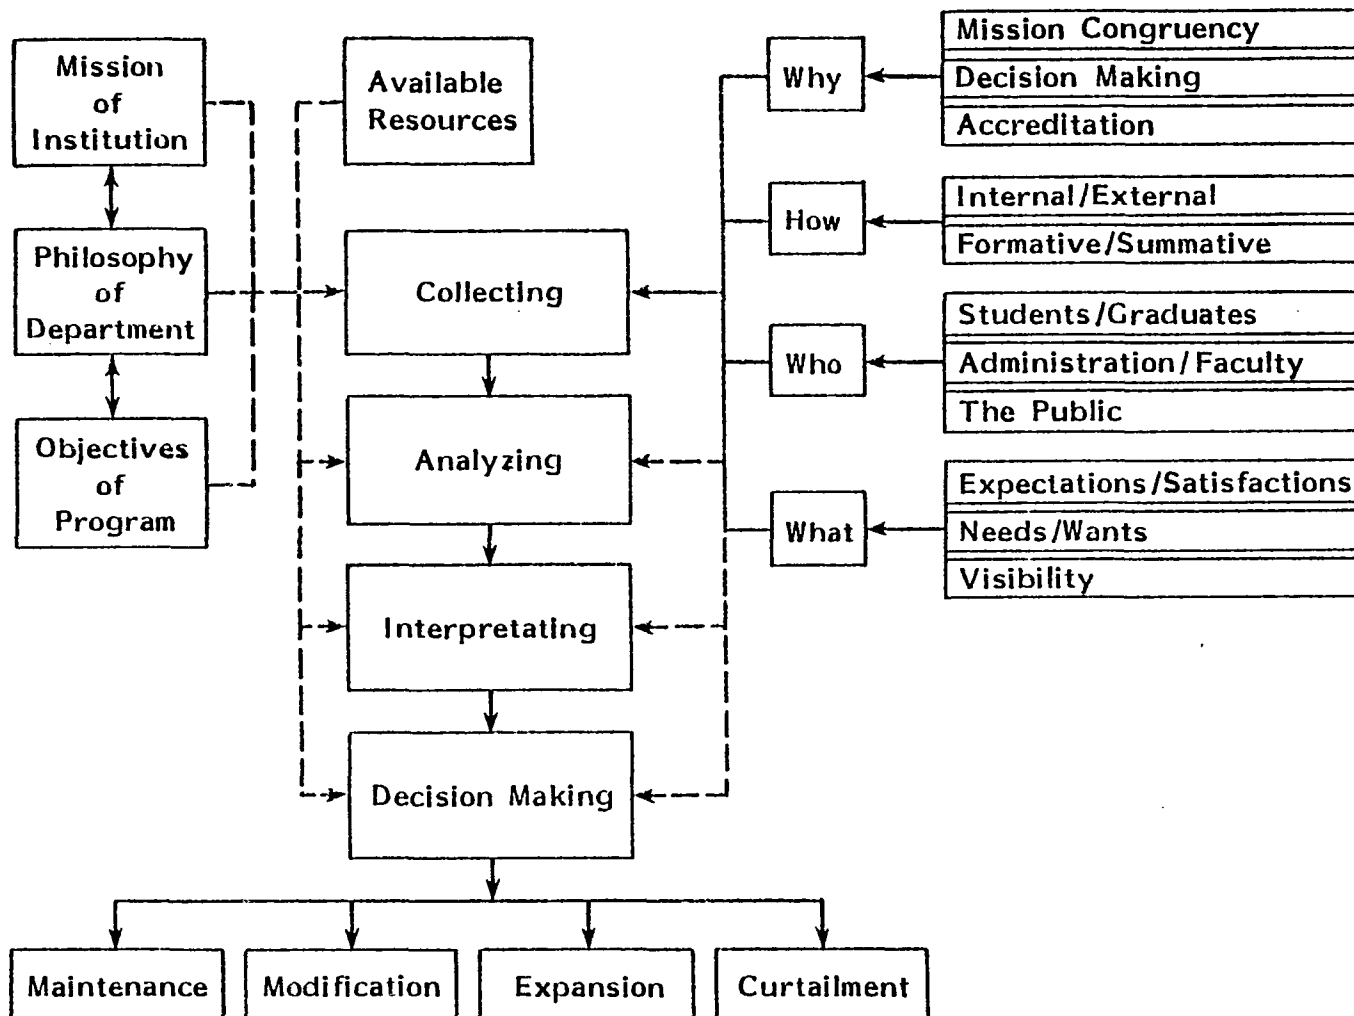 Mission
of
Institution
Philosophy
of
Department
Objectives
of
Program
Available
Resources
Collecting
Analyzing
Interpretating
Decision Making
Why
How
Who
What
Mission Congruency
Decision Making
Accreditation
Internal/External
Formative/Summative
Students/Graduates
Administration/Faculty
The Public
Expectations/Satisfactions
Needs/Wants
Visibility
Maintenance
Modification
Expansion
Curtailment